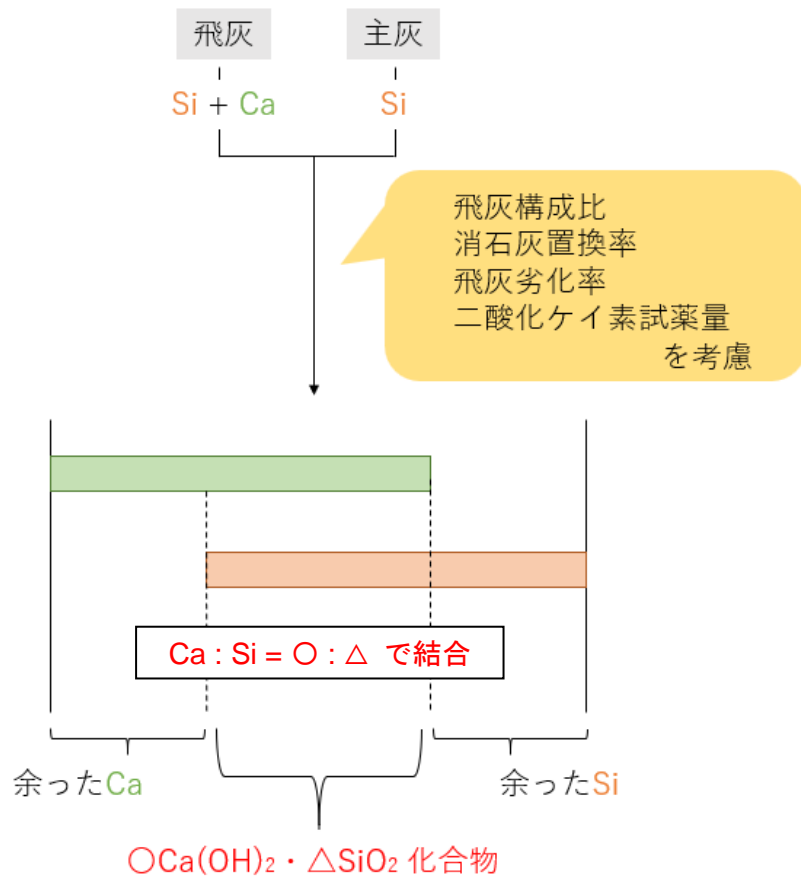 飛灰
主灰
Si + Ca
Si
飛灰構成比
消石灰置換率
飛灰劣化率
二酸化ケイ素試薬量
を考慮
Ca : Si = 〇 : △ で結合
余ったCa
余ったSi
〇Ca(OH)₂・△SiO₂ 化合物